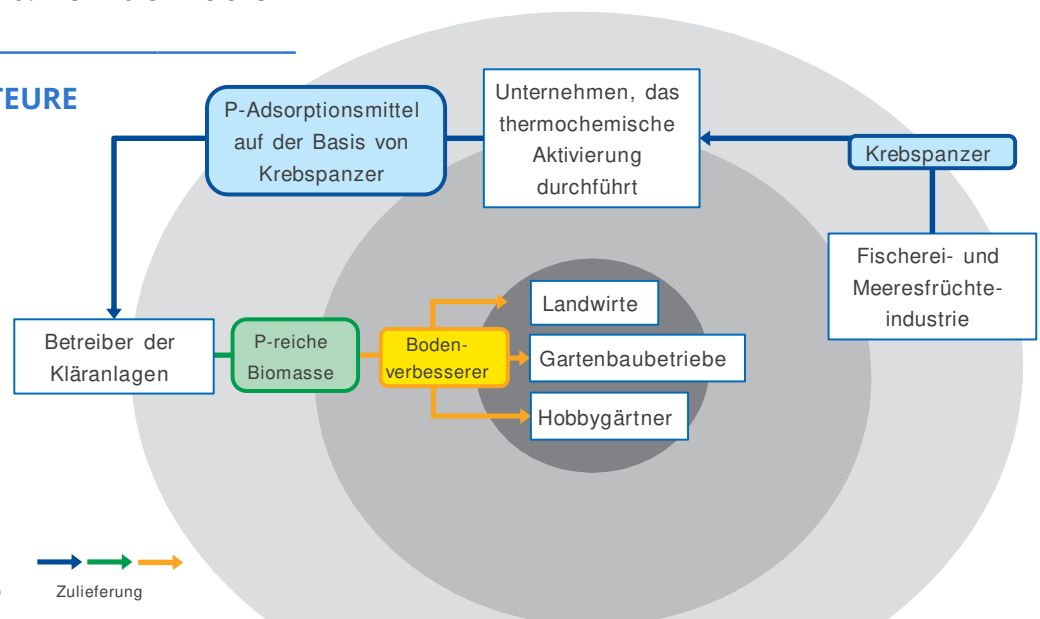 TEURE
P-Adsorptionsmittel
auf der Basis von
Krebspanzer
Unternehmen, das
thermochemische
Aktivierung
durchführt
Krebspanzer
Fischerei- und
Meeresfrüchte-
industrie
Betreiber der
Kläranlagen
P-reiche
Biomasse
Boden-
verbesserer
Landwirte
Gartenbaubetriebe
Hobbygärtner
Zulieferung